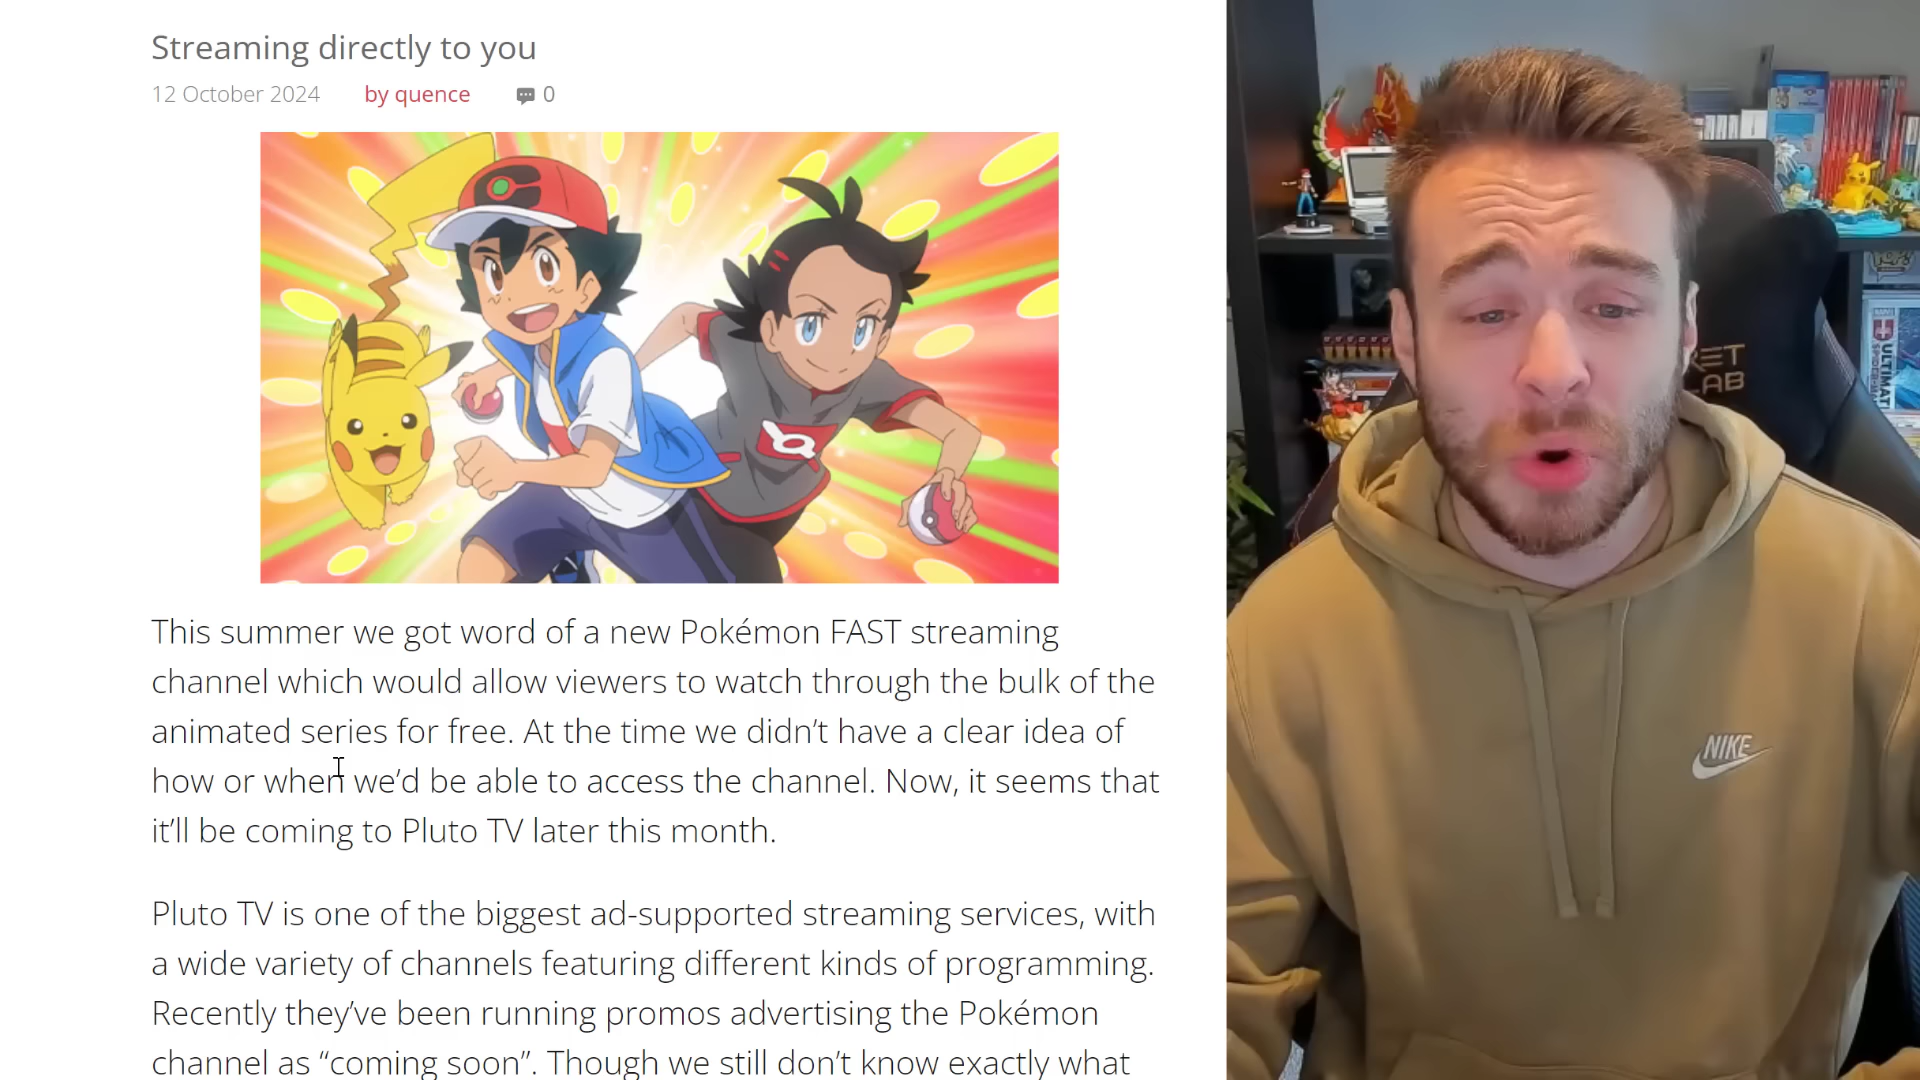 Streaming directly to you
12 October 2024 by quence 0
This summer we got word of a new Pokémon FAST streaming
channel which would allow viewers to watch through the bulk of the
animated series for free. At the time we didn’t have a clear idea of
how or when we’d be able to access the channel. Now, it seems that
it’ll be coming to Pluto TV later this month.
Pluto TV is one of the biggest ad-supported streaming services, with
a wide variety of channels featuring different kinds of programming.
Recently they’ve been running promos advertising the Pokémon
channel as “coming soon”. Though we still don’t know exactly what
LAB
NIKE